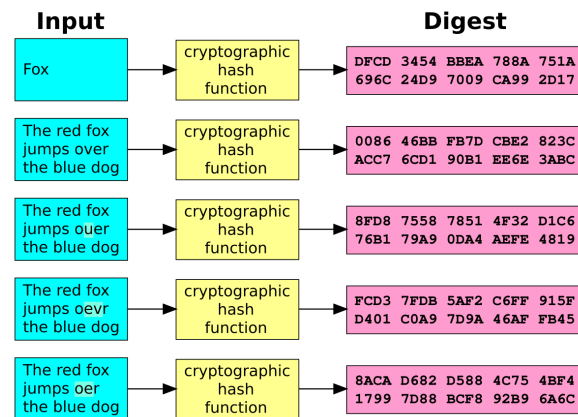 Input
Digest
Fox
cryptographic
hash
function
DFCD 3454 BBEA 788A 751A
696C 24D9 7009 CA99 2D17
The red fox
jumps over
the blue dog
cryptographic
hash
function
0086 46BB FB7D CBE2 823C
ACC7 6CD1 90B1 EE6E 3ABC
The red fox
jumps ouer
the blue dog
cryptographic
hash
function
8FD8 7558 7851 4F32 D1C6
76B1 79A9 0DA4 AEFE 4819
The red fox
jumps oevr
the blue dog
cryptographic
hash
function
FCD3 7FDB 5AF2 C6FF 915F
D401 C0A9 7D9A 46AF FB45
The red fox
jumps oer
the blue dog
cryptographic
hash
function
8ACA D682 D588 4C75 4BF4
1799 7D88 BCF8 92B9 6A6C